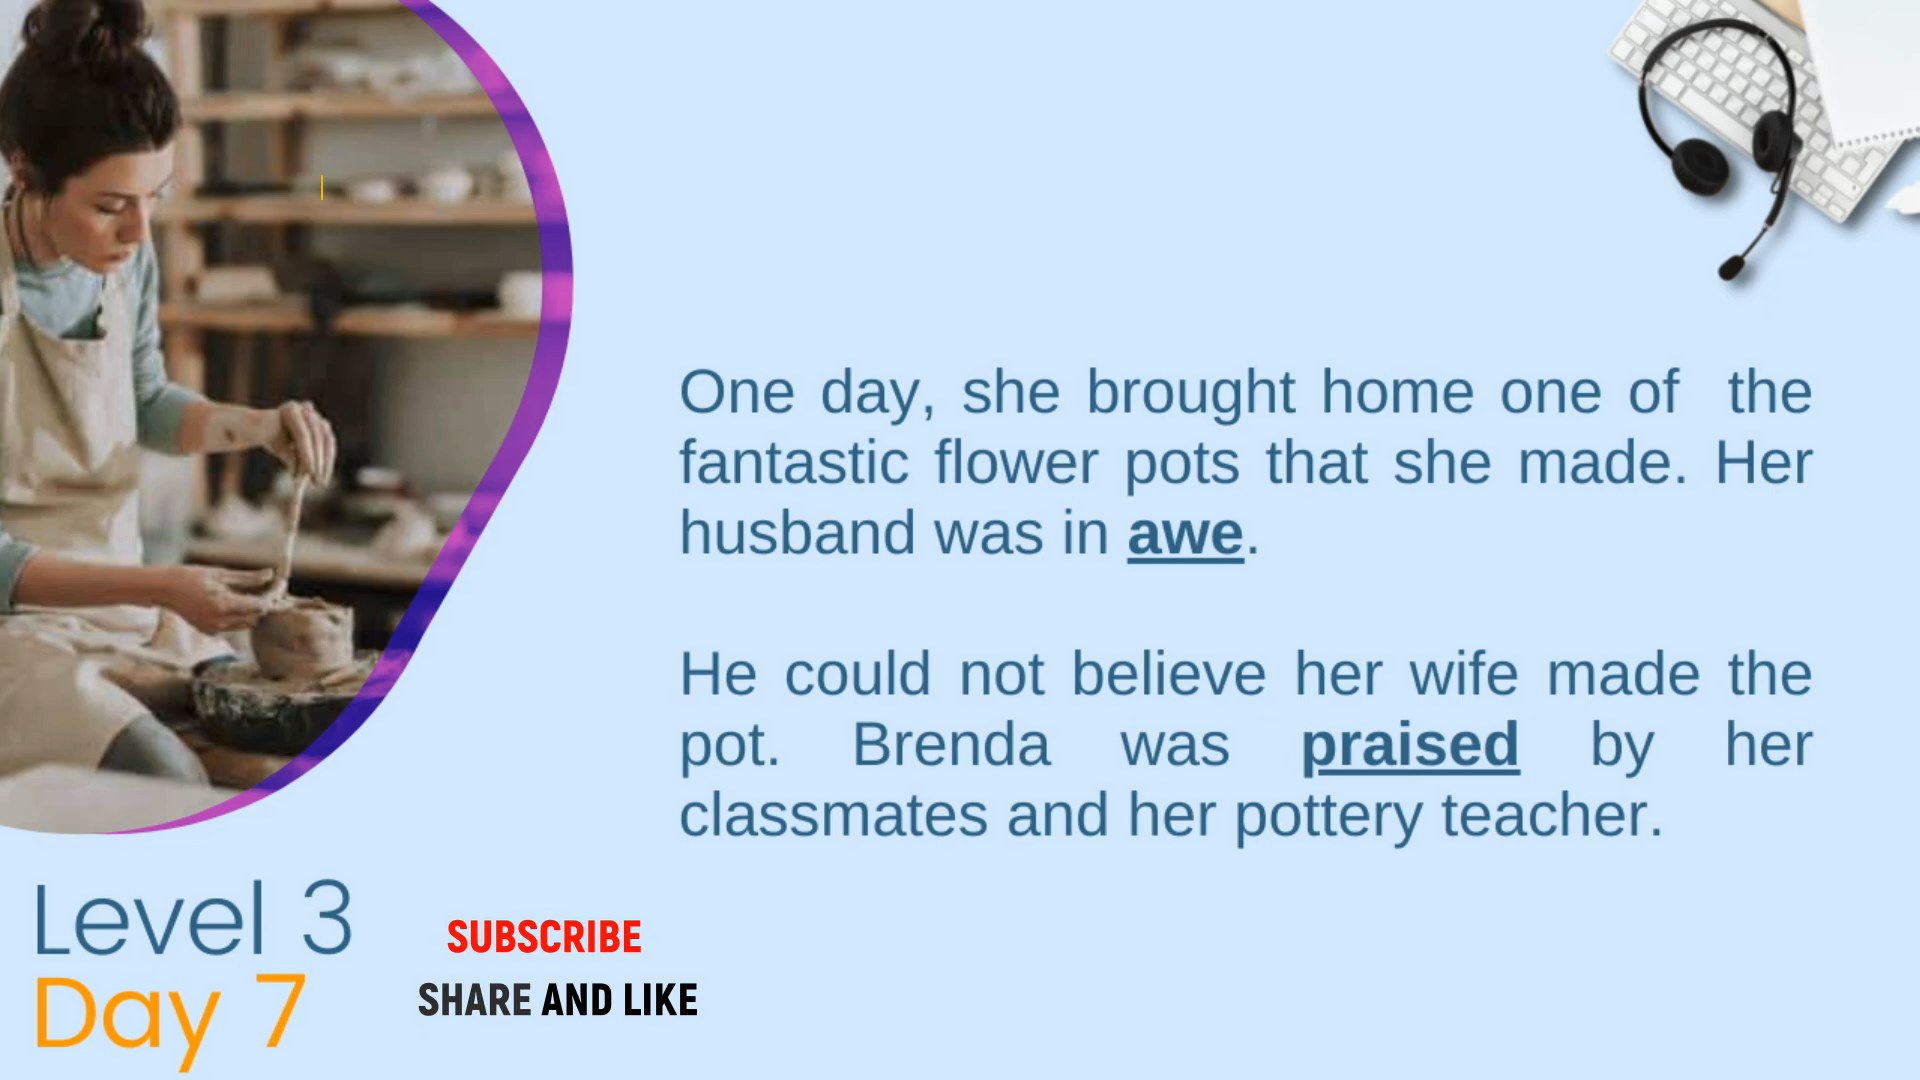 One day, she brought home one of the
fantastic flower pots that she made. Her
husband was in awe.
He could not believe her wife made the
pot. Brenda was praised by her
classmates and her pottery teacher.
Level 3
Day 7
SUBSCRIBE
SHARE AND LIKE